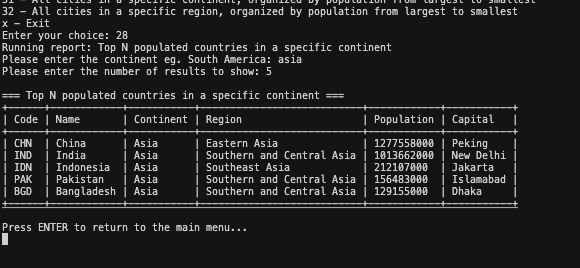 31 – All cities in a specific continent, organized by population from largest to smallest
32 – All cities in a specific region, organized by population from largest to smallest
x – Exit
Enter your choice: 28
Running report: Top N populated countries in a specific continent
Please enter the continent eg. South America: asia
Please enter the number of results to show: 5
=== Top N populated countries in a specific continent ===
| Code | Name | Continent | Region | Population | Capital |
| CHN | China | Asia | Eastern Asia | 1277558000 | Peking |
| IND | India | Asia | Southern and Central Asia | 1013662000 | New Delhi |
| IDN | Indonesia | Asia | Southeast Asia | 212107000 | Jakarta |
| PAK | Pakistan | Asia | Southern and Central Asia | 156483000 | Islamabad |
| BGD | Bangladesh | Asia | Southern and Central Asia | 129155000 | Dhaka |
Press ENTER to return to the main menu...